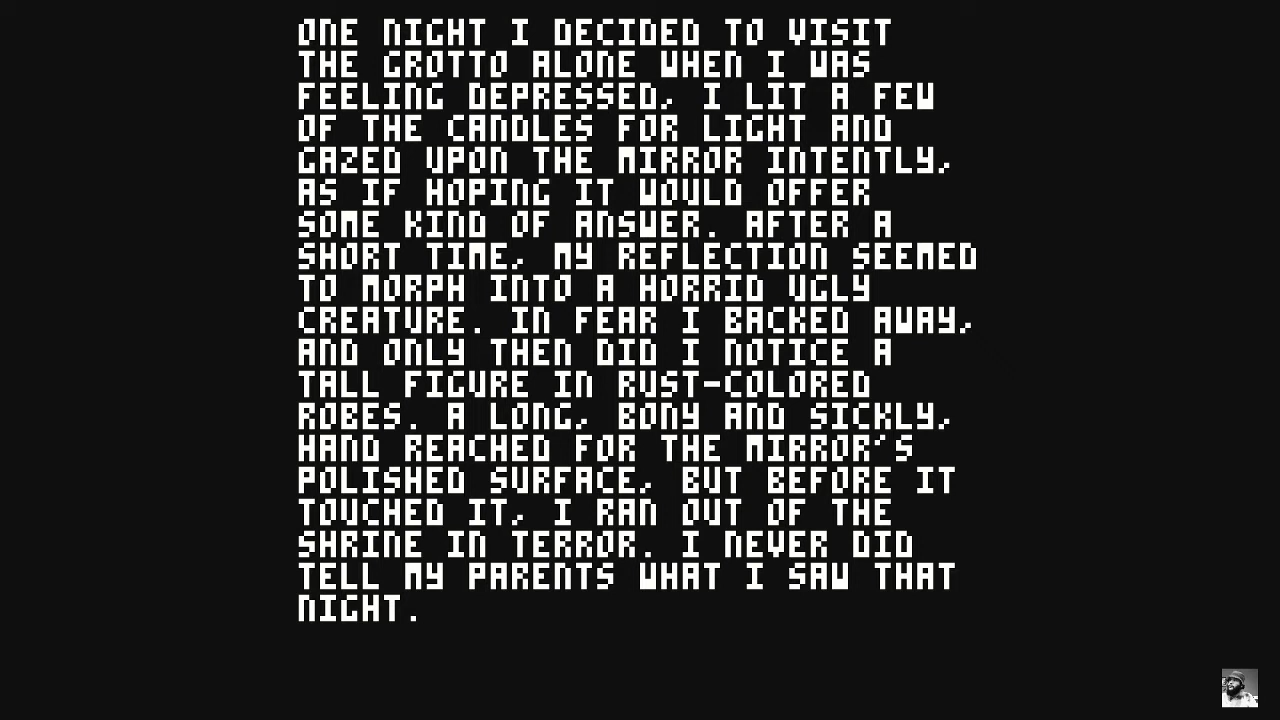 ONE NIGHT I DECIDED TO VISIT
THE GROTTO ALONE WHEN I WAS
FEELING DEPRESSED, I LIT A FEW
OF THE CANDLES FOR LIGHT AND
GAZED UPON THE MIRROR INTENTLY,
AS IF HOPING IT WOULD OFFER
SOME KIND OF ANSWER. AFTER A
SHORT TIME, MY REFLECTION SEEMED
TO MORPH INTO A HORRID UGLY
CREATURE. IN FEAR I BACKED AWAY,
AND ONLY THEN DID I NOTICE A
TALL FIGURE IN RUST-COLORED
ROBES. A LONG, BONY AND SICKLY,
HAND REACHED FOR THE MIRROR'S
POLISHED SURFACE, BUT BEFORE IT
TOUCHED IT, I RAN OUT OF THE
SHRINE IN TERROR. I NEVER DID
TELL MY PARENTS WHAT I SAW THAT
NIGHT.